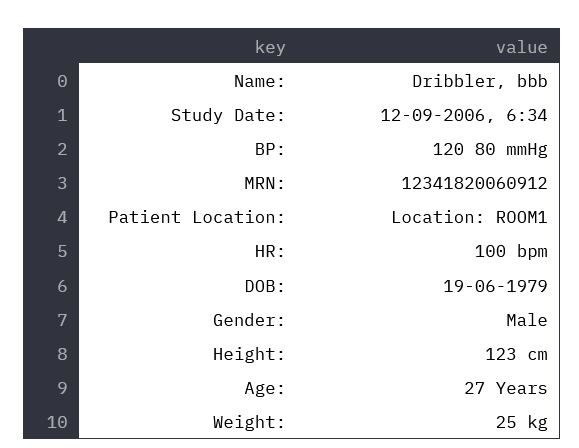 key value
0 Name: Dribbler, bbb
1 Study Date: 12-09-2006, 6:34
2 BP: 120 80 mmHg
3 MRN: 12341820060912
4 Patient Location: Location: ROOM1
5 HR: 100 bpm
6 DOB: 19-06-1979
7 Gender: Male
8 Height: 123 cm
9 Age: 27 Years
10 Weight: 25 kg